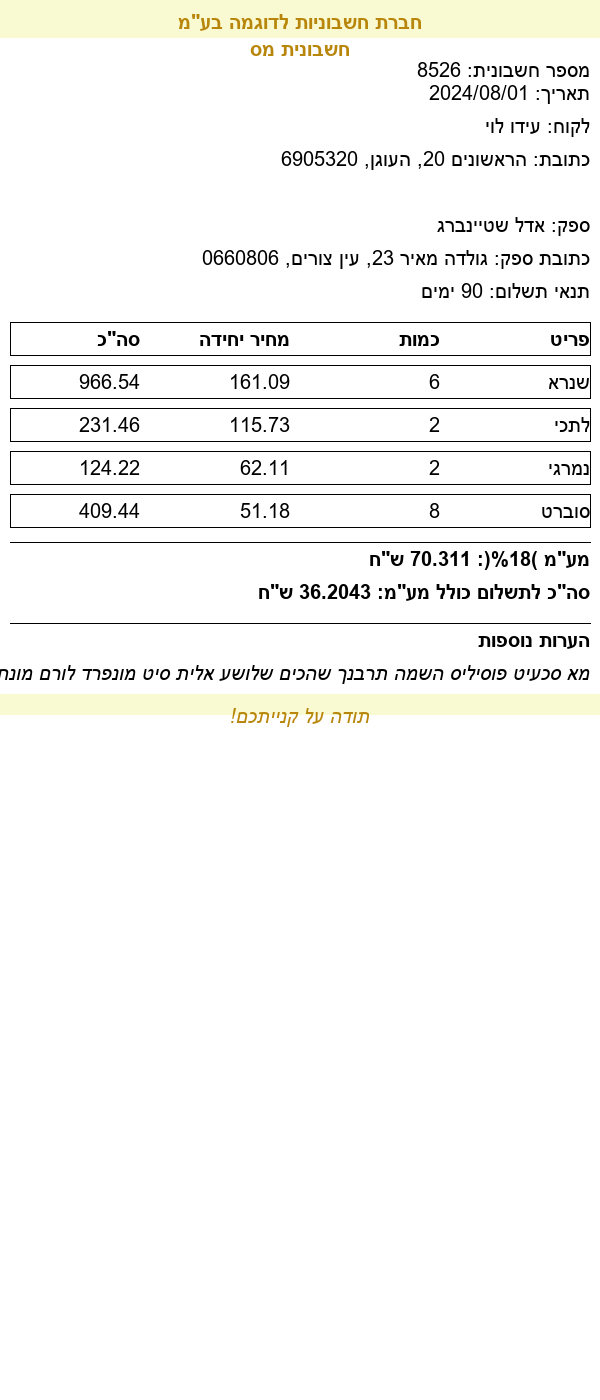 חברת חשבוניות לדוגמה בע"מ
חשבונית מס
מספר חשבונית: 8526
תאריך: 2024/08/01
לקוח: עידו לוי
כתובת: הראשונים 20, העוגן, 6905320
ספק: אדל שטיינברג
כתובת ספק: גולדה מאיר 23, עין צורים, 0660806
תנאי תשלום: 90 ימים
פריט כמות מחיר יחידה סה"כ
שנרא 6 161.09 966.54
לתכי 2 115.73 231.46
נמרגי 2 62.11 124.22
סוברט 8 51.18 409.44
מע"מ )18%(: 70.311 ש"ח
סה"כ לתשלום כולל מע"מ: 36.2043 ש"ח
הערות נוספות
מא סכעיט פוסיליס השמה תרבנך שהכים שלושע אלית סיט מונפרד לורם מונח
תודה על קנייתכם!